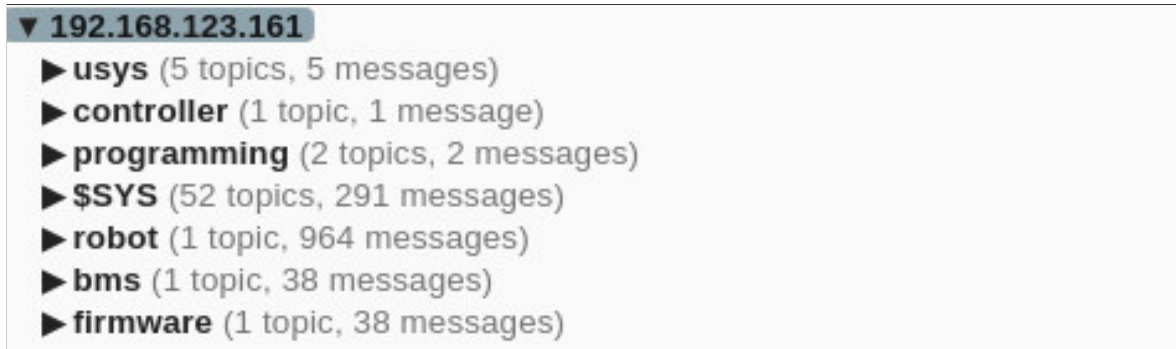 ▼ 192.168.123.161
▶ usys (5 topics, 5 messages)
▶ controller (1 topic, 1 message)
▶ programming (2 topics, 2 messages)
▶ $SYS (52 topics, 291 messages)
▶ robot (1 topic, 964 messages)
▶ bms (1 topic, 38 messages)
▶ firmware (1 topic, 38 messages)